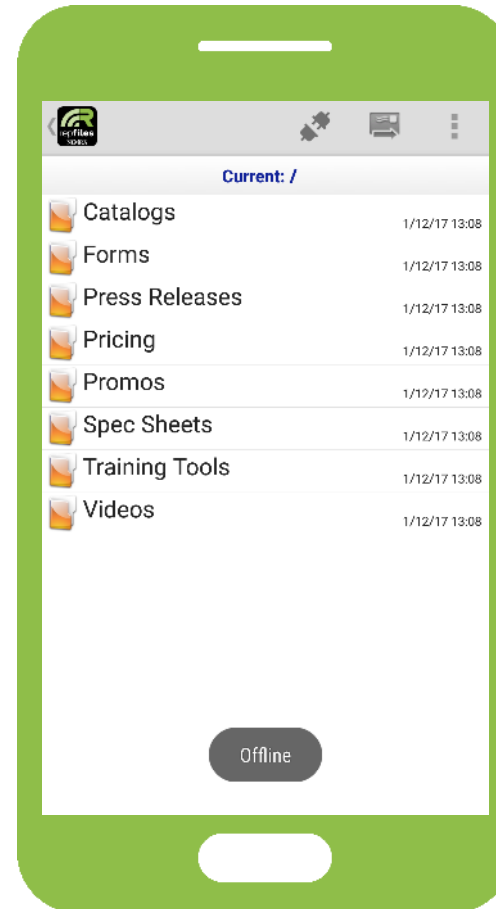 repfiles
Current: /
Catalogs
1/12/17 13:08
Forms
1/12/17 13:08
Press Releases
1/12/17 13:08
Pricing
1/12/17 13:08
Promos
1/12/17 13:08
Spec Sheets
1/12/17 13:08
Training Tools
1/12/17 13:08
Videos
1/12/17 13:08
Offline